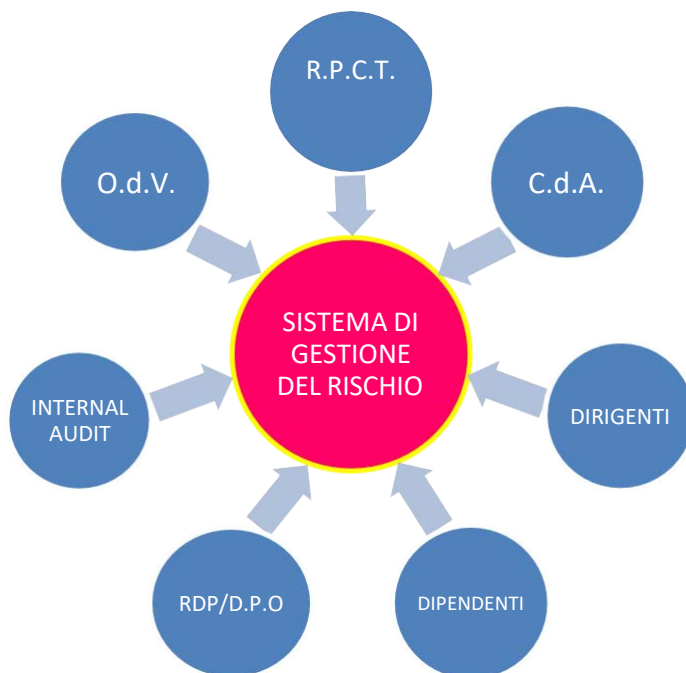 R.P.C.T.
O.d.V.
C.d.A.
SISTEMA DI
GESTIONE
DEL RISCHIO
INTERNAL
AUDIT
DIRIGENTI
RDP/D.P.O
DIPENDENTI